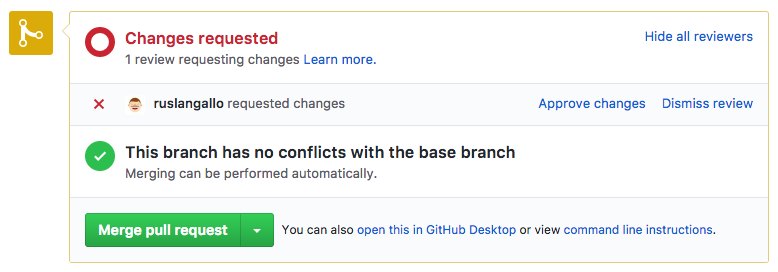 Changes requested
Hide all reviewers
1 review requesting changes Learn more.
ruslangallo requested changes
Approve changes
Dismiss review
This branch has no conflicts with the base branch
Merging can be performed automatically.
Merge pull request
You can also open this in GitHub Desktop or view command line instructions.